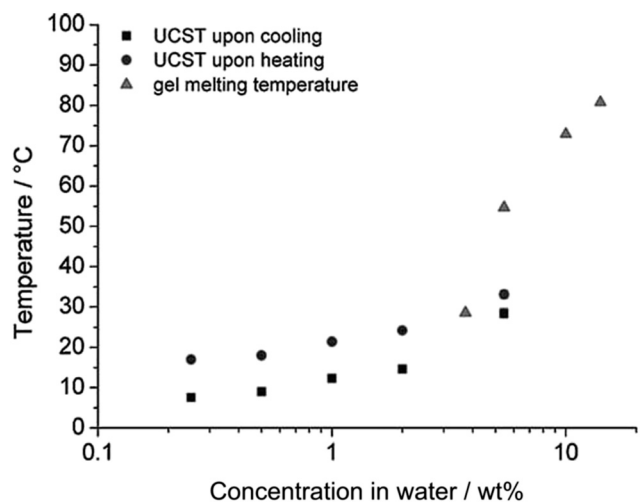 100
90
80
70
60
50
40
30
20
10
0
Temperature / °C
UCST upon cooling
UCST upon heating
gel melting temperature
0.1
1
10
Concentration in water / wt%